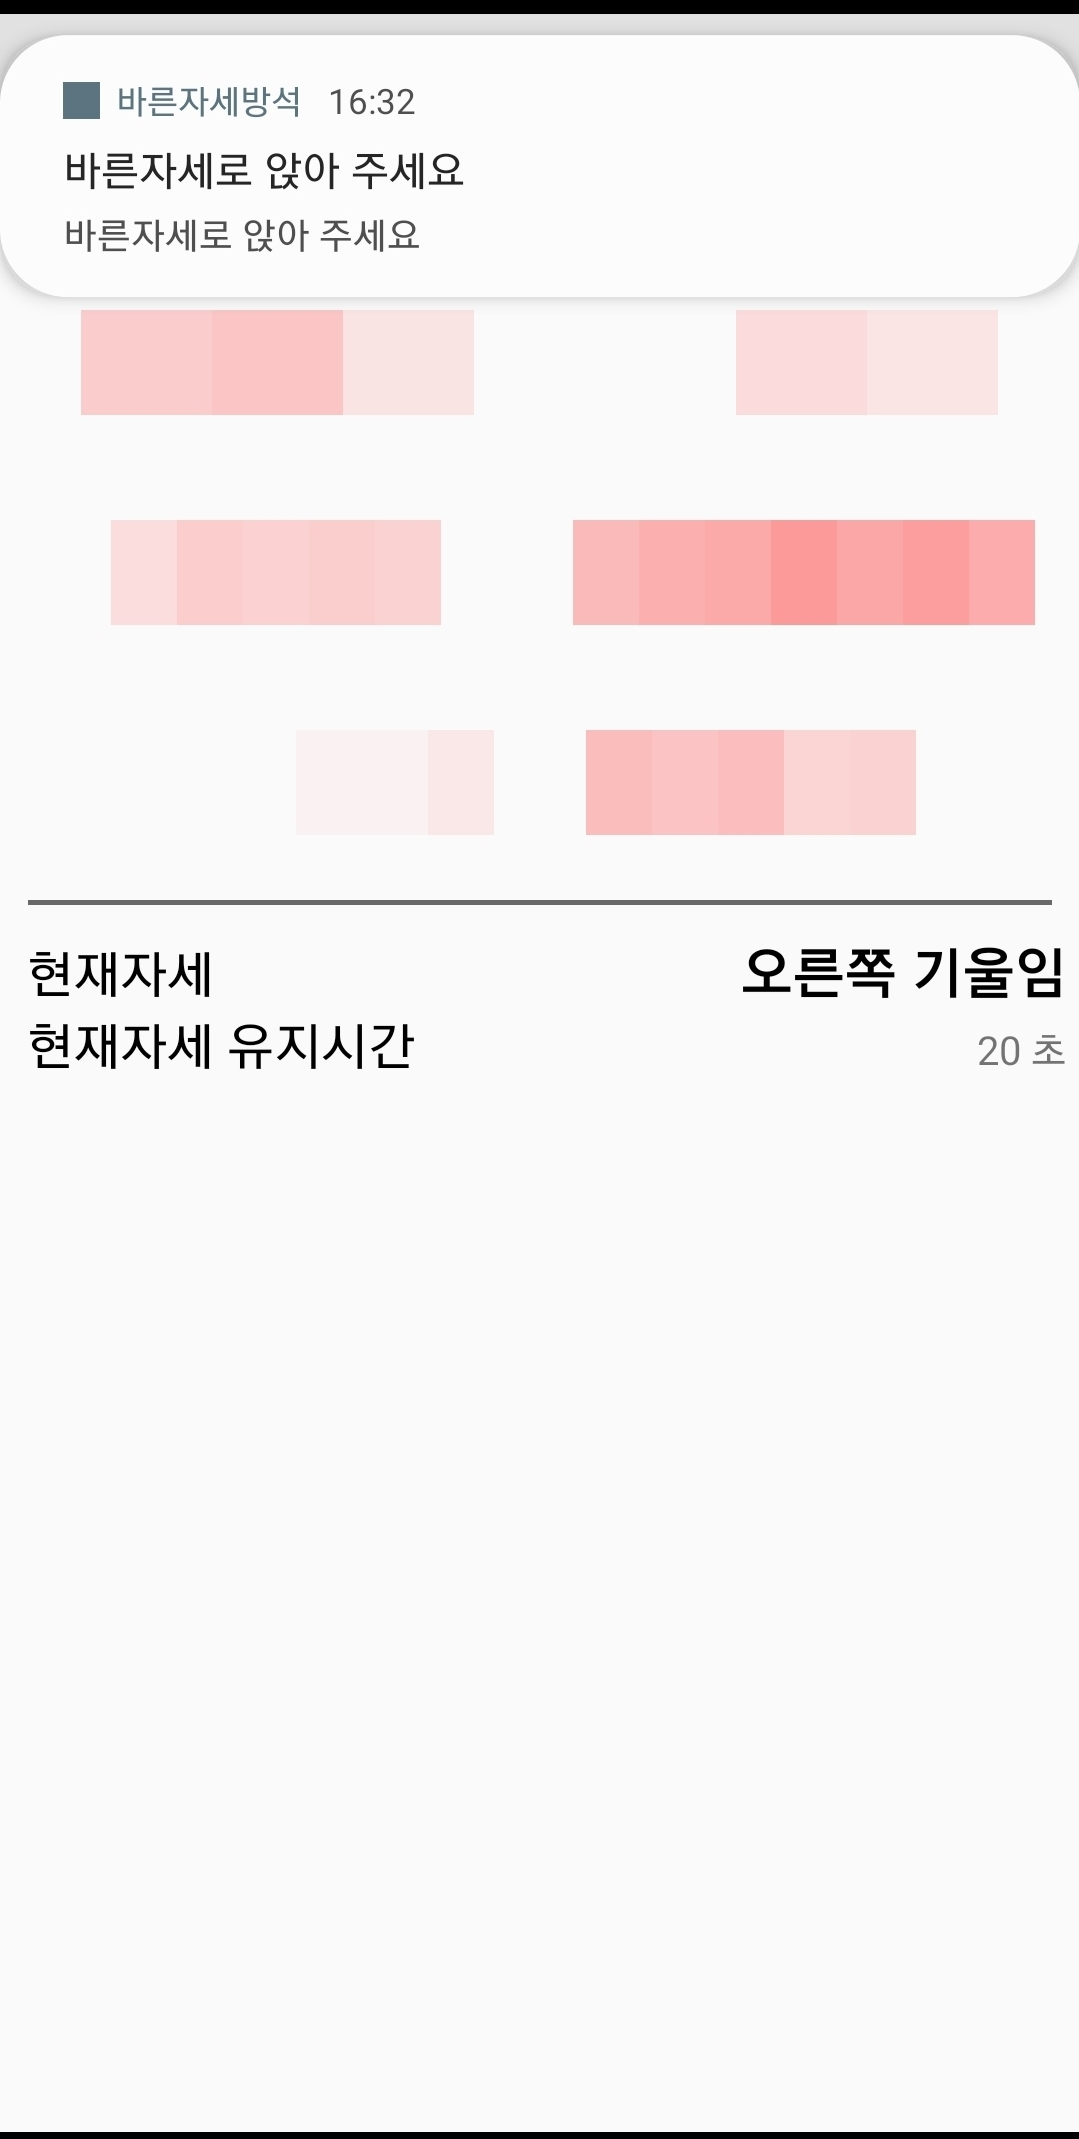 바른자세방석 16:32
바른자세로 앉아 주세요
바른자세로 앉아 주세요
현재자세 오른쪽 기울임
현재자세 유지시간 20 초